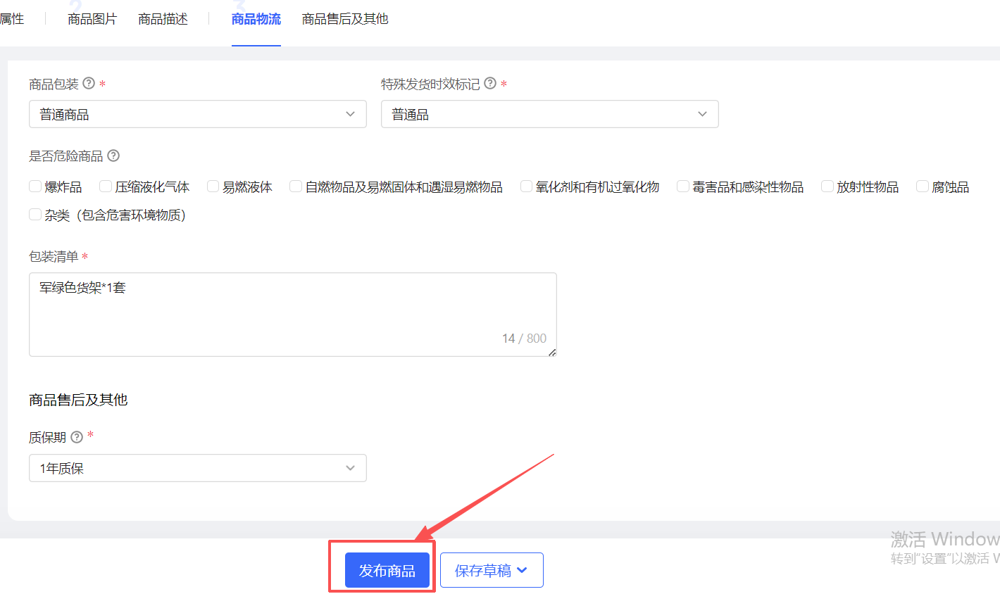 属性 商品图片 商品描述 商品物流 商品售后及其他
商品包装 * 特殊发货时效标记 *
普通商品 普通品
是否危险商品
爆炸品 压缩液化气体 易燃液体 自燃物品及易燃固体和遇湿易燃物品 氧化剂和有机过氧化物 毒害品和感染性物品 放射性物品 腐蚀品
杂类（包含危害环境物质）
包装清单 *
军绿色货架*1套
14 / 800
商品售后及其他
质保期 *
1年质保
发布商品 保存草稿
激活 Window
转到"设置"以激活 W